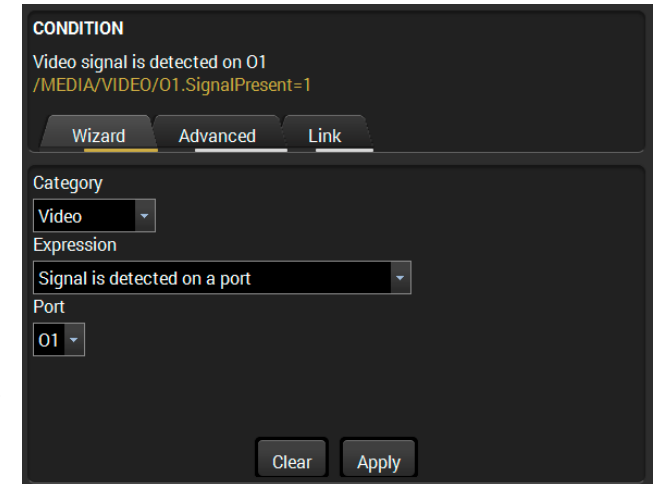 CONDITION
Video signal is detected on O1
/MEDIA/VIDEO/O1.SignalPresent=1
Wizard Advanced Link
Category
Video
Expression
Signal is detected on a port
Port
O1
Clear Apply